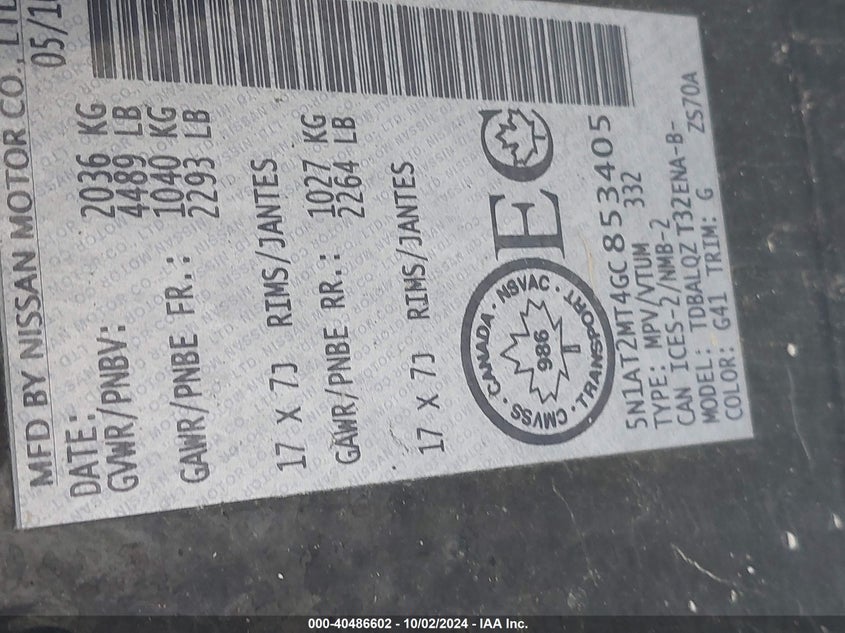 MFD BY NISSAN MOTOR CO., LTD
DATE: 05/16
GVWR/PNBV: 2036 KG
4489 LB
GAWR/PNBE FR.: 1040 KG
2293 LB
17 X 7J RIMS/JANTES
GAWR/PNBE RR.: 1027 KG
2264 LB
17 X 7J RIMS/JANTES
CANADA · NSVAC · TRANSPORT · CMVSS ·
986
EC
5N1AT2MT4GC853405
TYPE: MPV/VTUM 332
CAN ICES-2/NMB-2
MODEL: TDBALQZ T32ENA-B-
COLOR: G41 TRIM: G ZS70A
000-40486602 - 10/02/2024 - IAA Inc.